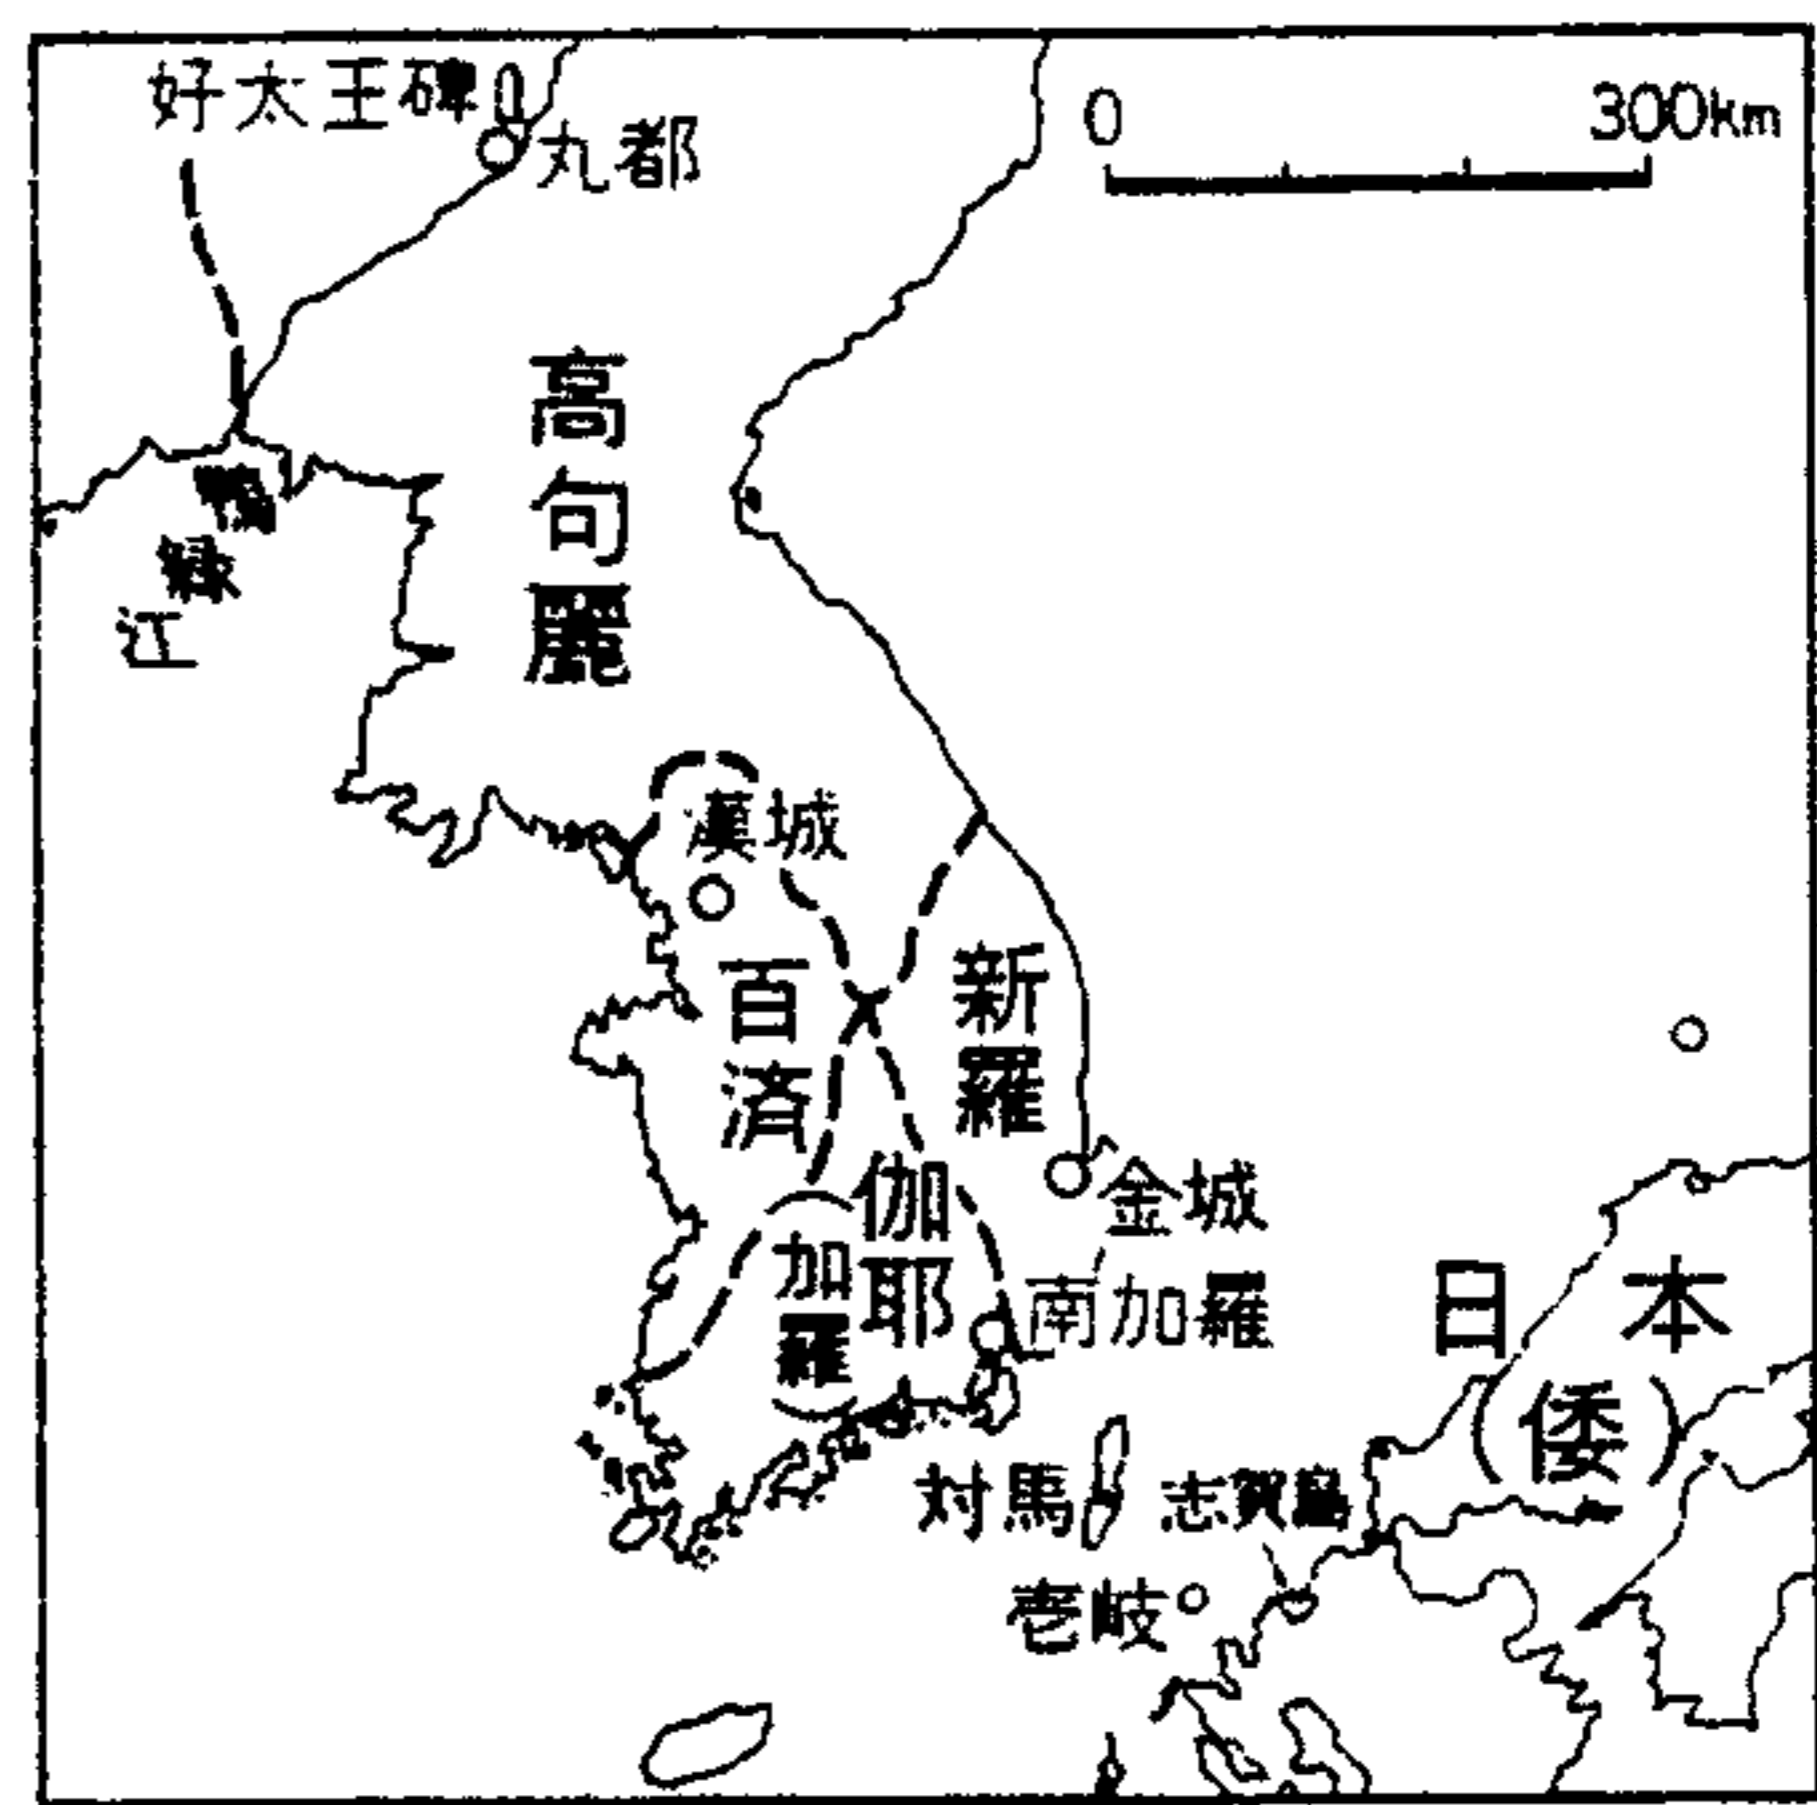 好太王碑
丸都
0 300km
高句麗
鴨緑江
漢城
百済
新羅
金城
伽耶
(加羅)
南加羅
日本
(倭)
対馬
志賀島
壱岐